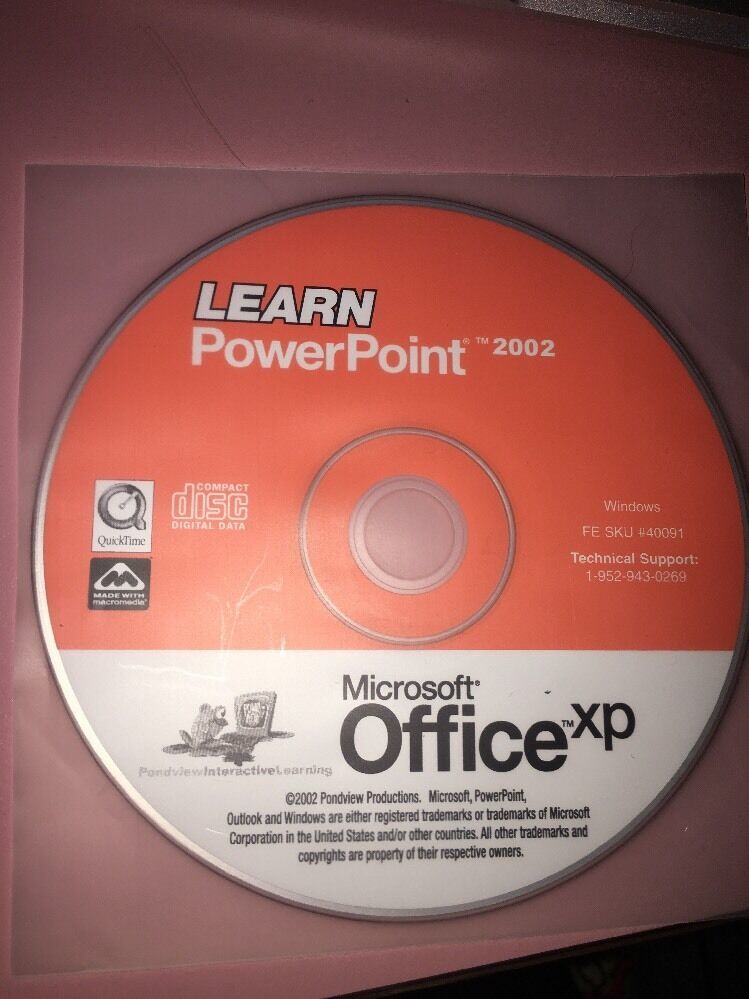 LEARN
PowerPoint® ™ 2002
COMPACT
disc
DIGITAL DATA
QuickTime
MADE WITH
macromedia®
Windows
FE SKU #40091
Technical Support:
1-952-943-0269
Microsoft®
Office™xp
PondviewInteractiveLearning
©2002 Pondview Productions. Microsoft, PowerPoint,
Outlook and Windows are either registered trademarks or trademarks of Microsoft
Corporation in the United States and/or other countries. All other trademarks and
copyrights are property of their respective owners.